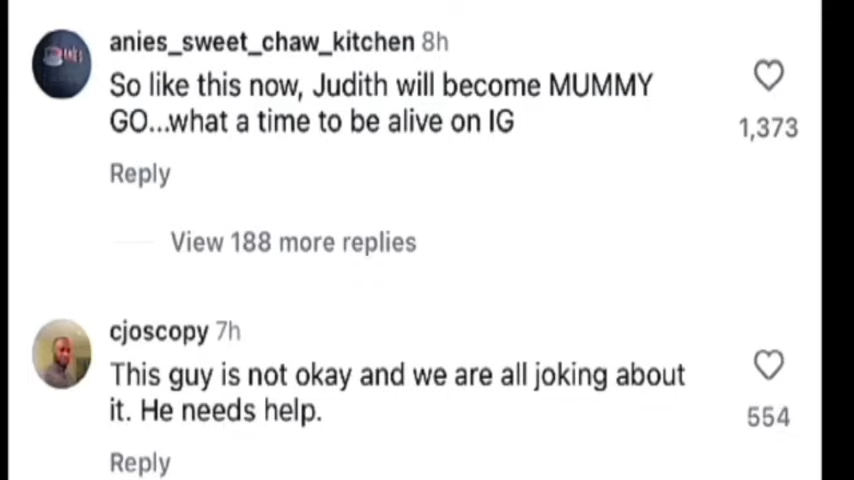 anies_sweet_chaw_kitchen 8h
So like this now, Judith will become MUMMY
GO...what a time to be alive on IG
1,373
Reply
View 188 more replies
cjoscopy 7h
This guy is not okay and we are all joking about
it. He needs help.
554
Reply